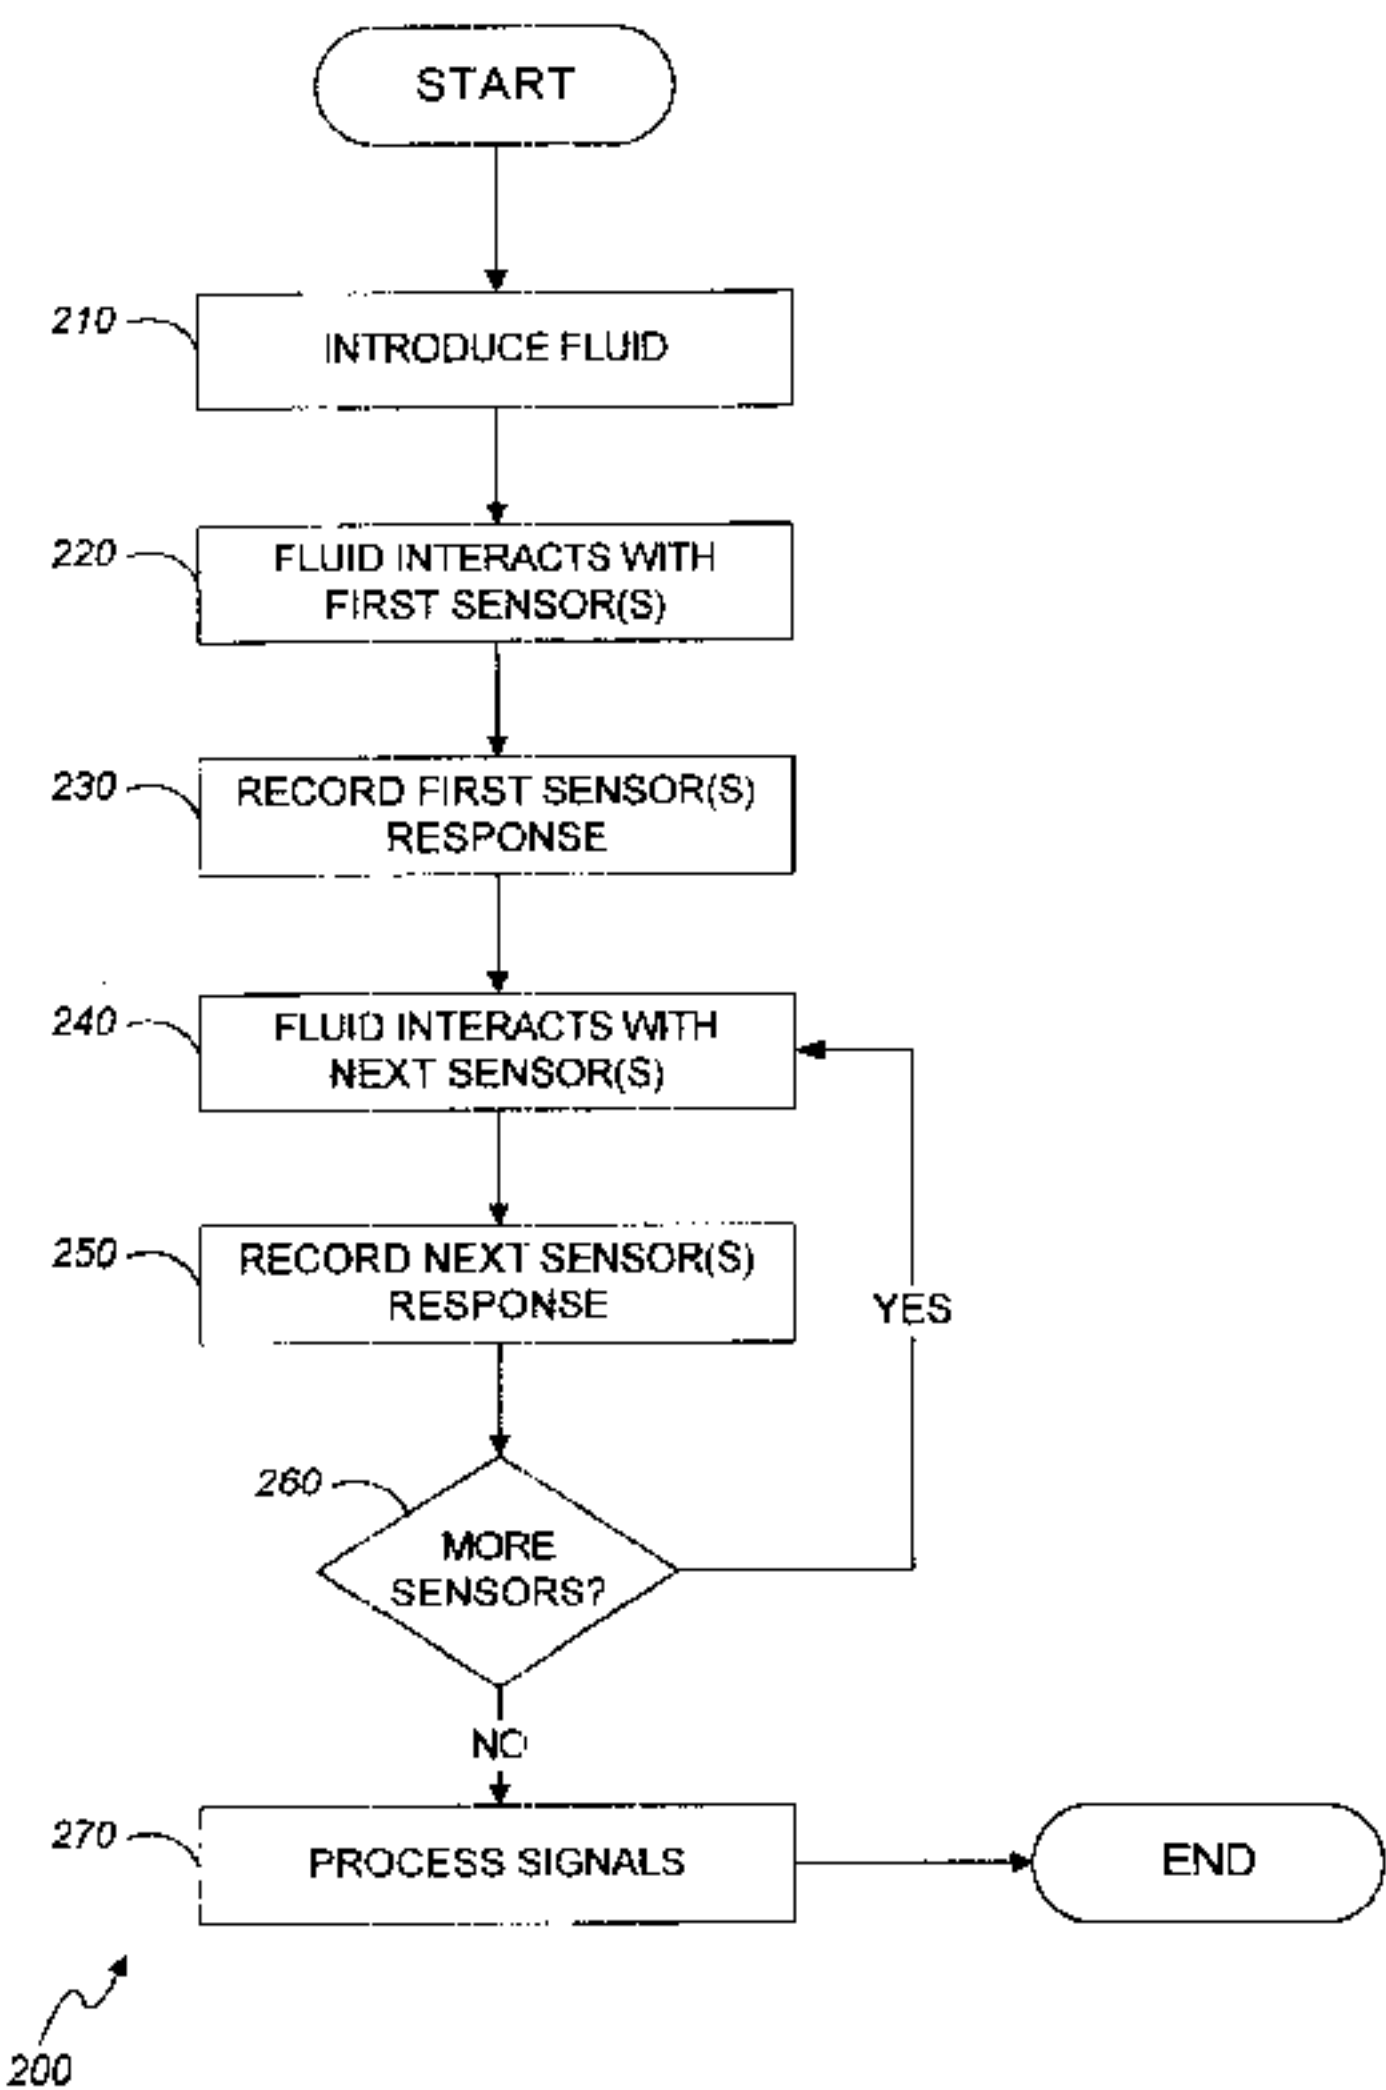 START
210
INTRODUCE FLUID
220
FLUID INTERACTS WITH
FIRST SENSOR(S)
230
RECORD FIRST SENSOR(S)
RESPONSE
240
FLUID INTERACTS WITH
NEXT SENSOR(S)
250
RECORD NEXT SENSOR(S)
RESPONSE
YES
260
MORE
SENSORS?
NO
270
PROCESS SIGNALS
END
200